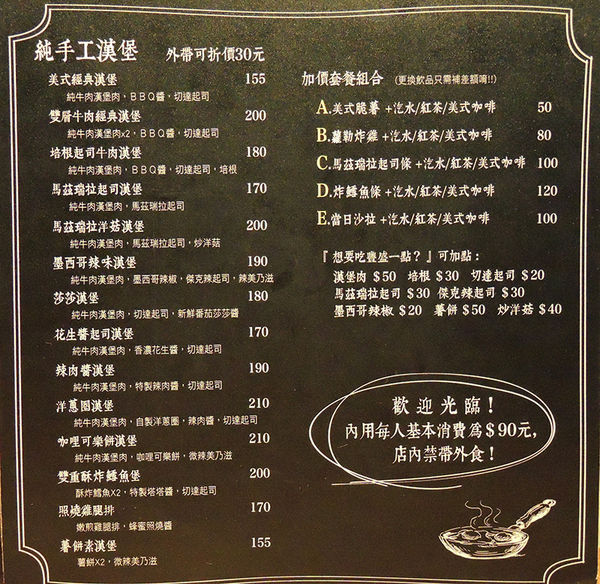 純手工漢堡 外帶可折價30元
美式經典漢堡 155
純牛肉漢堡肉，BBQ醬，切達起司
雙層牛肉經典漢堡 200
純牛肉漢堡肉x2，BBQ醬，切達起司
培根起司牛肉漢堡 180
純牛肉漢堡肉，BBQ醬，切達起司，培根
馬茲瑞拉起司漢堡 170
純牛肉漢堡肉，馬茲瑞拉起司
馬茲瑞拉洋菇漢堡 200
純牛肉漢堡肉，馬茲瑞拉起司，炒洋菇
墨西哥辣味漢堡 190
純牛肉漢堡肉，墨西哥辣椒，傑克辣起司，辣美乃滋
莎莎漢堡 180
純牛肉漢堡肉，切達起司，新鮮番茄莎莎醬
花生醬起司漢堡 170
純牛肉漢堡肉，香濃花生醬，切達起司
辣肉醬漢堡 190
純牛肉漢堡肉，特製辣肉醬，切達起司
洋蔥圈漢堡 210
純牛肉漢堡肉，自製洋蔥圈，辣肉醬，切達起司
咖哩可樂餅漢堡 210
純牛肉漢堡肉，咖哩可樂餅，微辣美乃滋
雙重酥炸鱈魚堡 200
酥炸鱈魚X2，特製塔塔醬，切達起司
照燒雞腿排 170
嫩煎雞腿排，蜂蜜照燒醬
薯餅素漢堡 155
薯餅X2，微辣美乃滋
加價套餐組合 (更換飲品只需補差額唷!!)
A.美式脆薯+汽水/紅茶/美式咖啡 50
B.蘿勒炸雞+汽水/紅茶/美式咖啡 80
C.馬茲瑞拉起司條+汽水/紅茶/美式咖啡 100
D.炸鱈魚條+汽水/紅茶/美式咖啡 120
E.當日沙拉+汽水/紅茶/美式咖啡 100
『想要吃豐盛一點？』可加點：
漢堡肉$50 培根$30 切達起司$20
馬茲瑞拉起司$30 傑克辣起司$30
墨西哥辣椒$20 薯餅$50 炒洋菇$40
歡迎光臨！
內用每人基本消費為$90元，
店內禁帶外食！